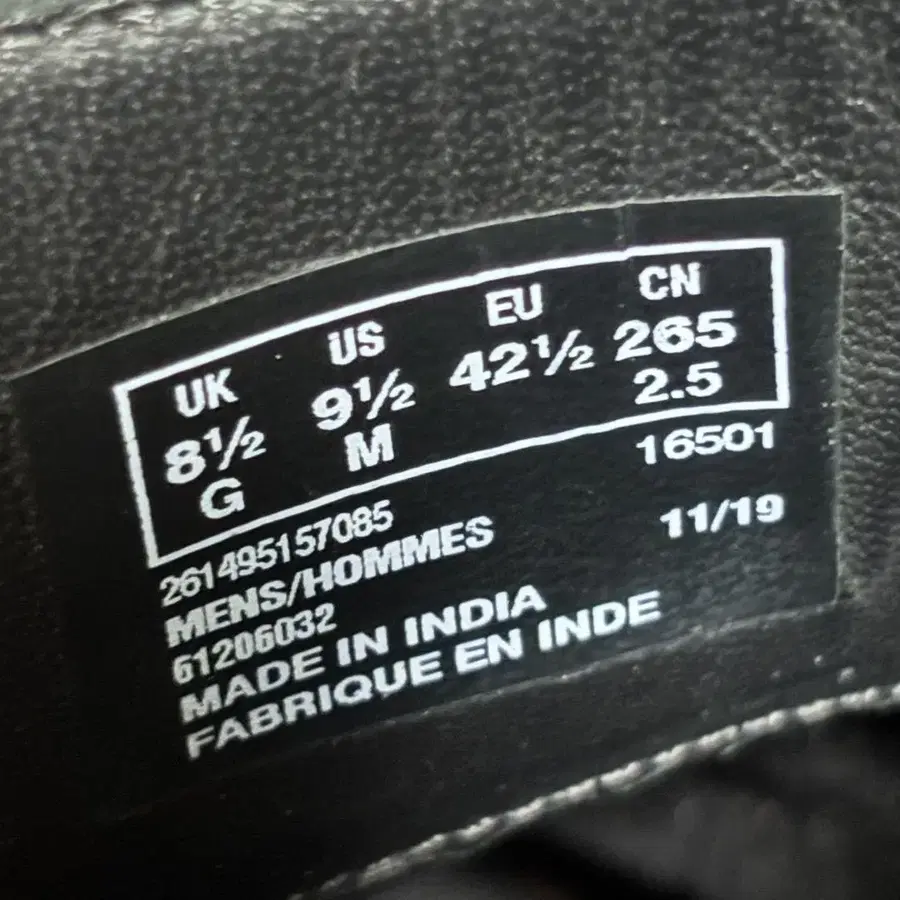 UK US EU CN
8½ 9½ 42½ 265
G M 2.5
261495157085 16501
MENS/HOMMES 11/19
61206032
MADE IN INDIA
FABRIQUE EN INDE